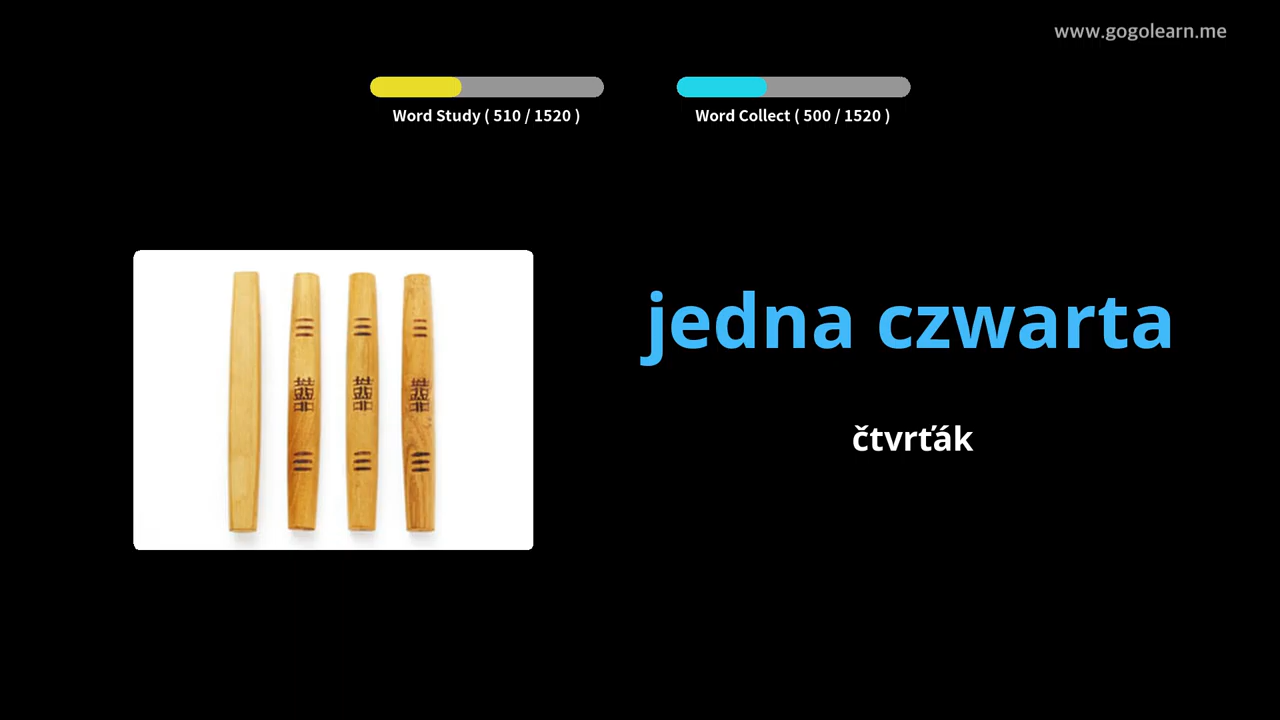 www.gogolearn.me
Word Study ( 510 / 1520 )
Word Collect ( 500 / 1520 )
jedna czwarta
čtvrťák